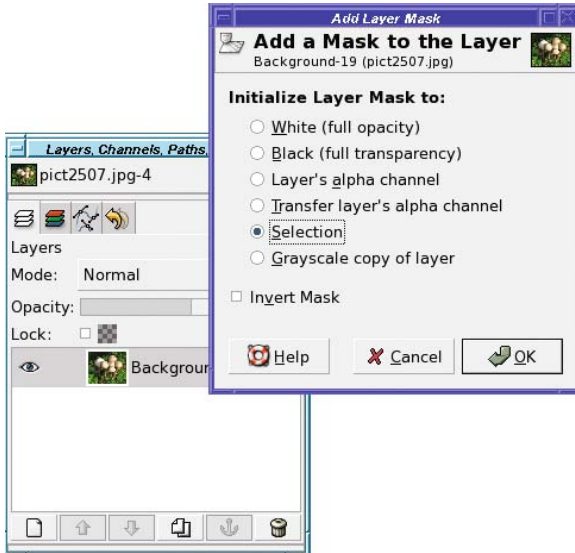 Add Layer Mask
Add a Mask to the Layer
Background-19 (pict2507.jpg)
Initialize Layer Mask to:
White (full opacity)
Black (full transparency)
Layer's alpha channel
Transfer layer's alpha channel
Selection
Grayscale copy of layer
Invert Mask
Help
Cancel
OK
Layers, Channels, Paths,
pict2507.jpg-4
Layers
Mode: Normal
Opacity:
Lock:
Backgroun